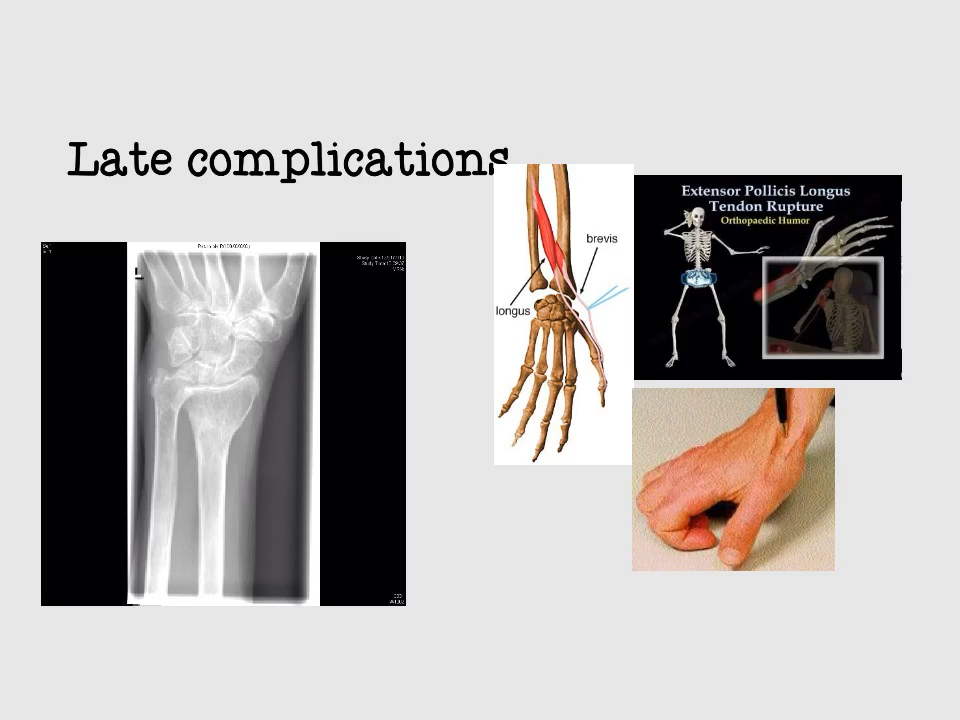 Late complications
brevis
longus
Extensor Pollicis Longus
Tendon Rupture
Orthopaedic Humor
L